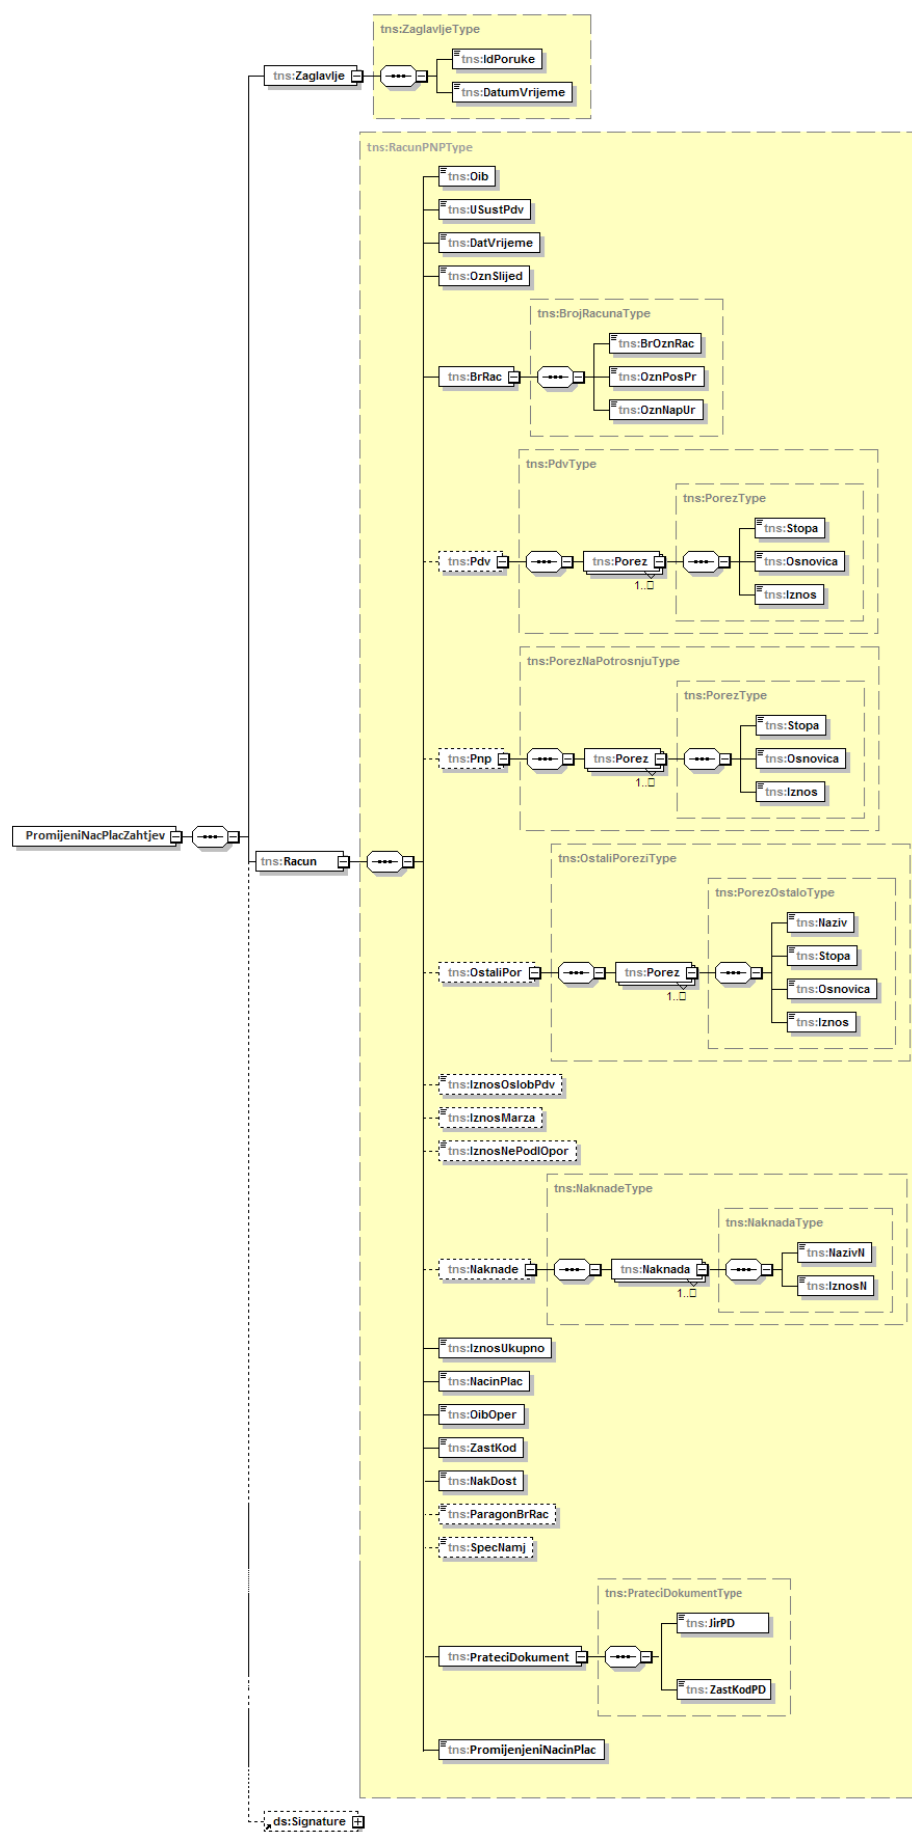 tns:ZaglavljeType
tns:IdPoruke
tns:Zaglavlje
tns:DatumVrijeme
tns:RacunPNPType
tns:Oib
tns:USustPdv
tns:DatVrijeme
tns:OznSlijed
tns:BrojRacunaType
tns:BrOznRac
tns:BrRac
tns:OznPosPr
tns:OznNapUr
tns:PdvType
tns:PorezType
tns:Stopa
tns:Pdv
tns:Porez
tns:Osnovica
1..□
tns:Iznos
tns:PorezNaPotrosnjuType
tns:PorezType
tns:Stopa
tns:Pnp
tns:Porez
tns:Osnovica
1..□
tns:Iznos
PromijeniNacPlacZahtjev
tns:Racun
tns:OstaliPoreziType
tns:PorezOstaloType
tns:Naziv
tns:Stopa
tns:OstaliPor
tns:Porez
tns:Osnovica
1..□
tns:Iznos
tns:IznosOslobPdv
tns:IznosMarza
tns:IznosNePodlOpor
tns:NaknadeType
tns:NaknadaType
tns:NazivN
tns:Naknade
tns:Naknada
tns:IznosN
1..□
tns:IznosUkupno
tns:NacinPlac
tns:OibOper
tns:ZastKod
tns:NakDost
tns:ParagonBrRac
tns:SpecNamj
tns:PrateciDokumentType
tns:JirPD
tns:PrateciDokument
tns:ZastKodPD
tns:PromijenjeniNacinPlac
ds:Signature